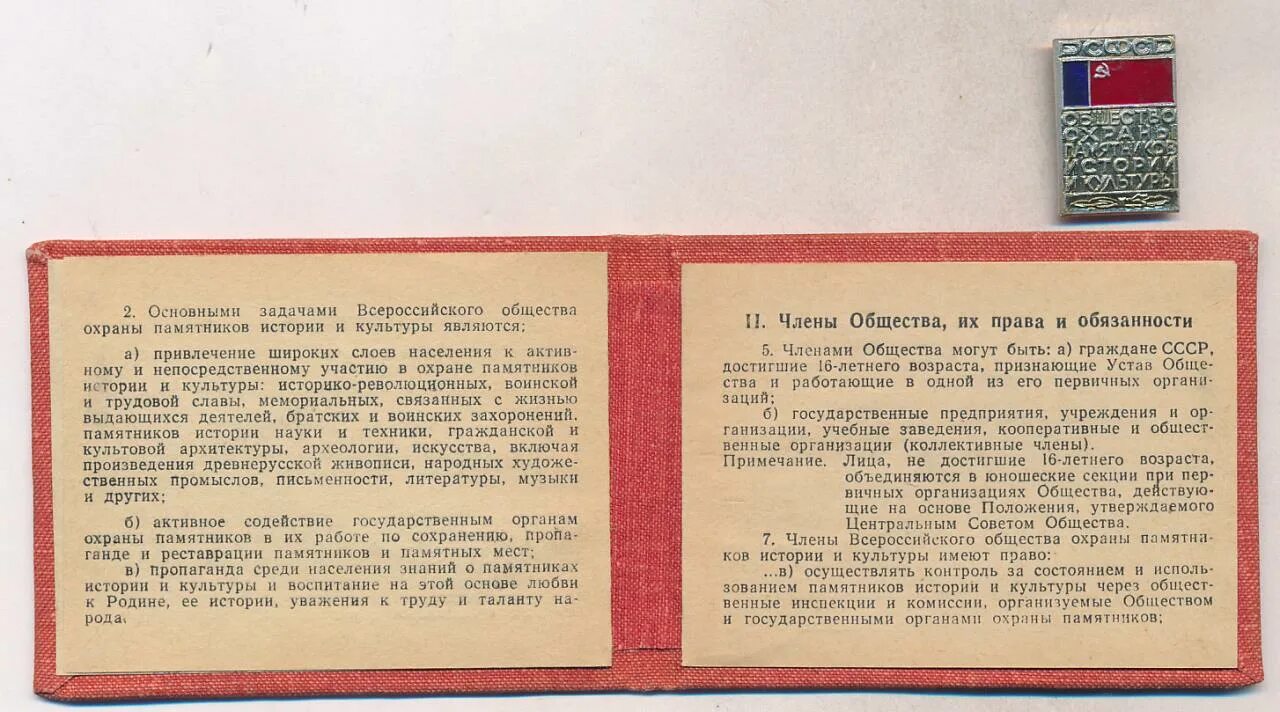 РСФСР
ОБЩЕСТВО
ОХРАНЫ
ПАМЯТНИКОВ
ИСТОРИИ
И КУЛЬТУРЫ
2. Основными задачами Всероссийского общества
охраны памятников истории и культуры являются:
а) привлечение широких слоев населения к актив-
ному и непосредственному участию в охране памятников
истории и культуры: историко-революционных, воинской
и трудовой славы, мемориальных, связанных с жизнью
выдающихся деятелей, братских и воинских захоронений,
памятников истории науки и техники, гражданской и
культовой архитектуры, археологии, искусства, включая
произведения древнерусской живописи, народных художе-
ственных промыслов, письменности, литературы, музыки
и других;
б) активное содействие государственным органам
охраны памятников в их работе по сохранению, пропа-
ганде и реставрации памятников и памятных мест;
в) пропаганда среди населения знаний о памятниках
истории и культуры и воспитание на этой основе любви
к Родине, ее истории, уважения к труду и таланту на-
рода.
II. Члены Общества, их права и обязанности
5. Членами Общества могут быть: а) граждане СССР,
достигшие 16-летнего возраста, признающие Устав Обще-
ства и работающие в одной из его первичных органи-
заций;
б) государственные предприятия, учреждения и ор-
ганизации, учебные заведения, кооперативные и общест-
венные организации (коллективные члены).
Примечание. Лица, не достигшие 16-летнего возраста,
объединяются в юношеские секции при пер-
вичных организациях Общества, действую-
щие на основе Положения, утверждаемого
Центральным Советом Общества.
7. Члены Всероссийского общества охраны памятни-
ков истории и культуры имеют право:
...в) осуществлять контроль за состоянием и исполь-
зованием памятников истории и культуры через общест-
венные инспекции и комиссии, организуемые Обществом
и государственными органами охраны памятников;